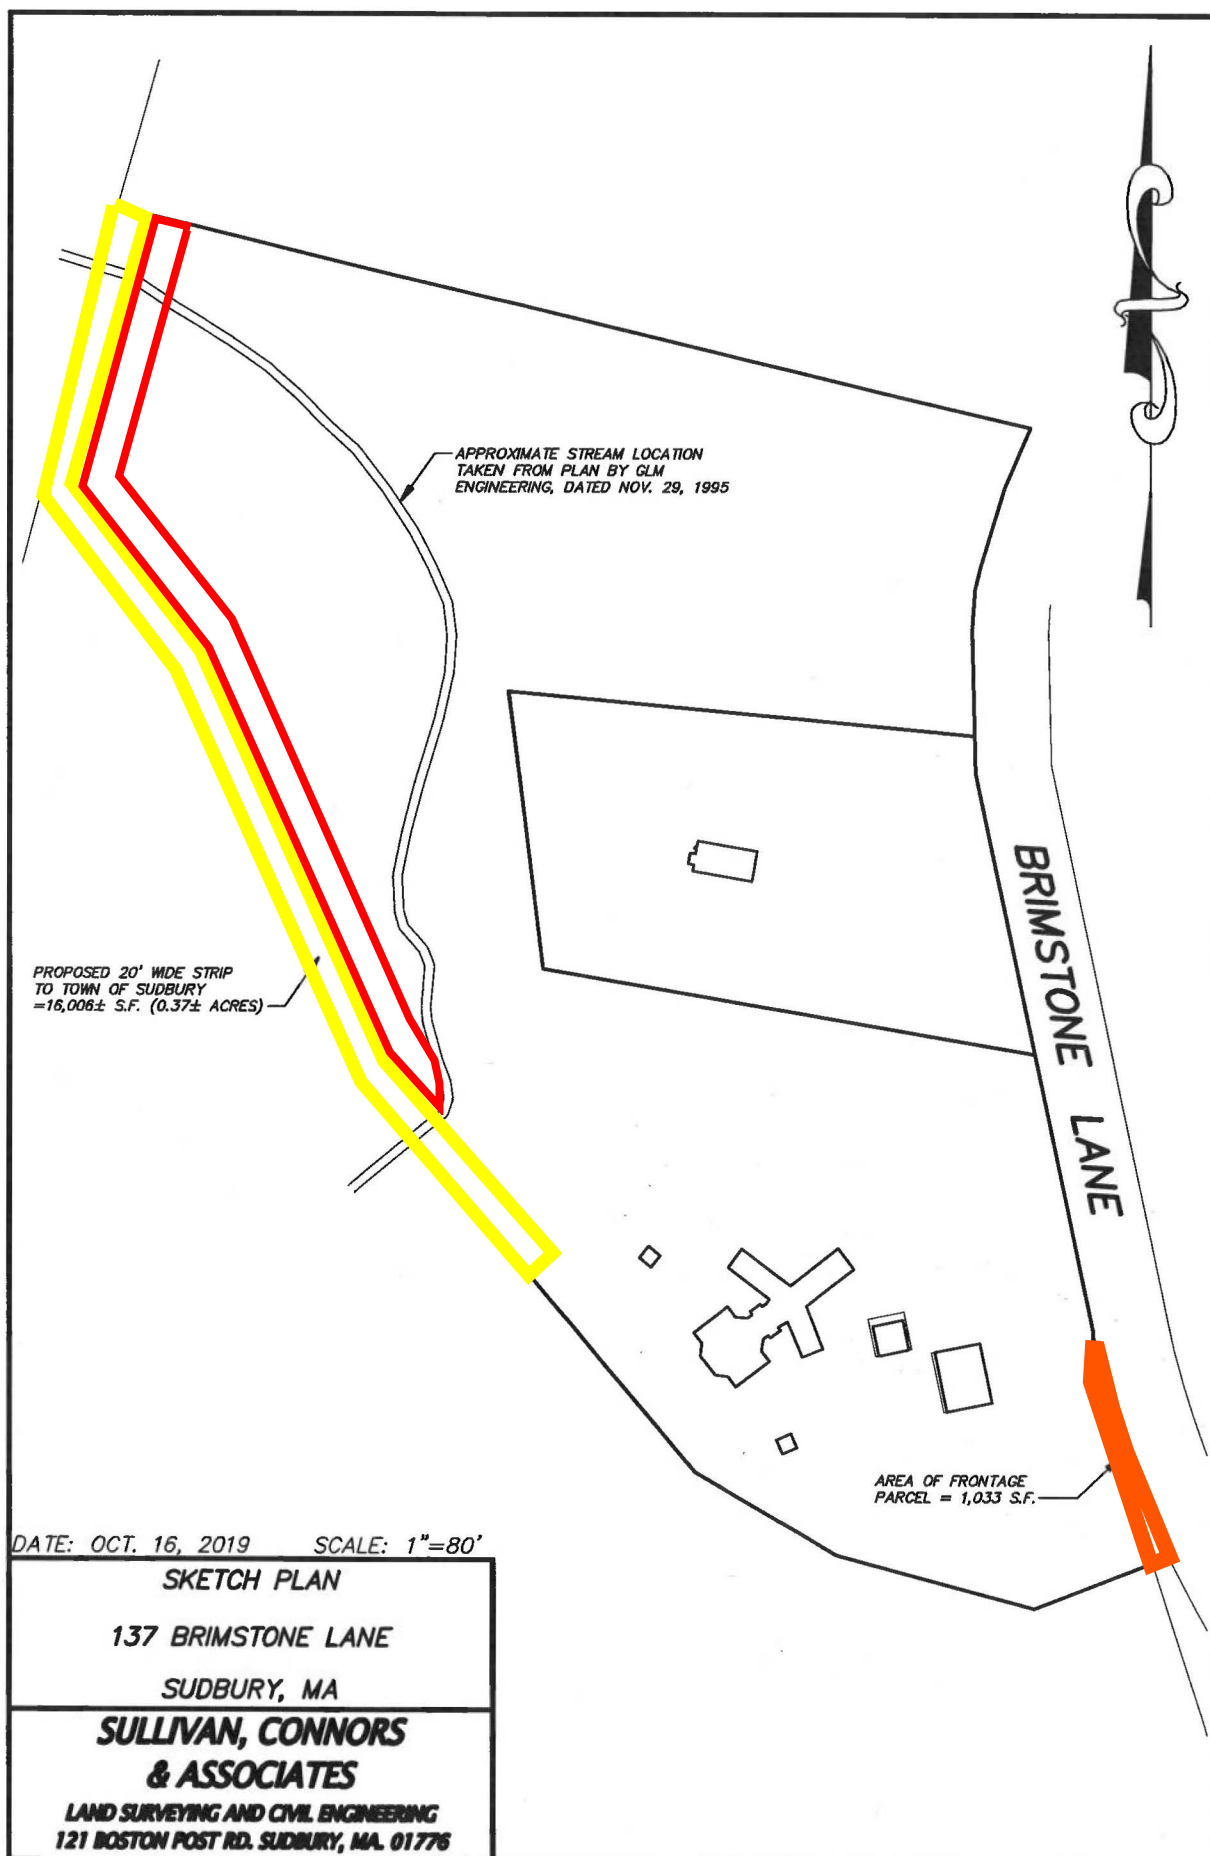 APPROXIMATE STREAM LOCATION
TAKEN FROM PLAN BY GLM
ENGINEERING, DATED NOV. 29, 1995
BRIMSTONE LANE
PROPOSED 20' WIDE STRIP
TO TOWN OF SUDBURY
=16,006± S.F. (0.37± ACRES)
AREA OF FRONTAGE
PARCEL = 1,033 S.F.
DATE: OCT. 16, 2019 SCALE: 1"=80'
SKETCH PLAN
137 BRIMSTONE LANE
SUDBURY, MA
SULLIVAN, CONNORS
& ASSOCIATES
LAND SURVEYING AND CIVIL ENGINEERING
121 BOSTON POST RD. SUDBURY, MA. 01776